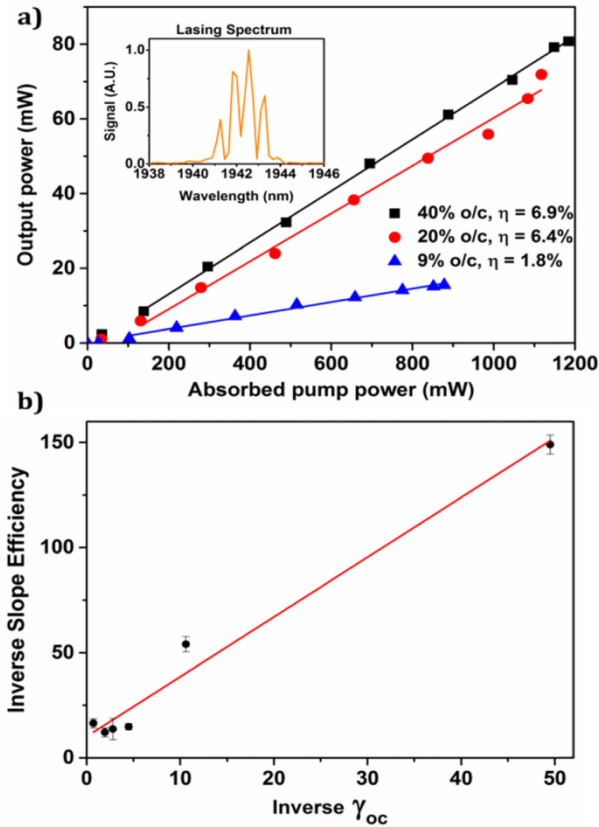 a)
80
60
40
20
0
Output power (mW)
Lasing Spectrum
1.0
0.5
0.0
Signal (A.U.)
1938 1940 1942 1944 1946
Wavelength (nm)
40% o/c, η = 6.9%
20% o/c, η = 6.4%
9% o/c, η = 1.8%
0 200 400 600 800 1000 1200
Absorbed pump power (mW)
b)
150
100
50
0
Inverse Slope Efficiency
0 10 20 30 40 50
Inverse γoc